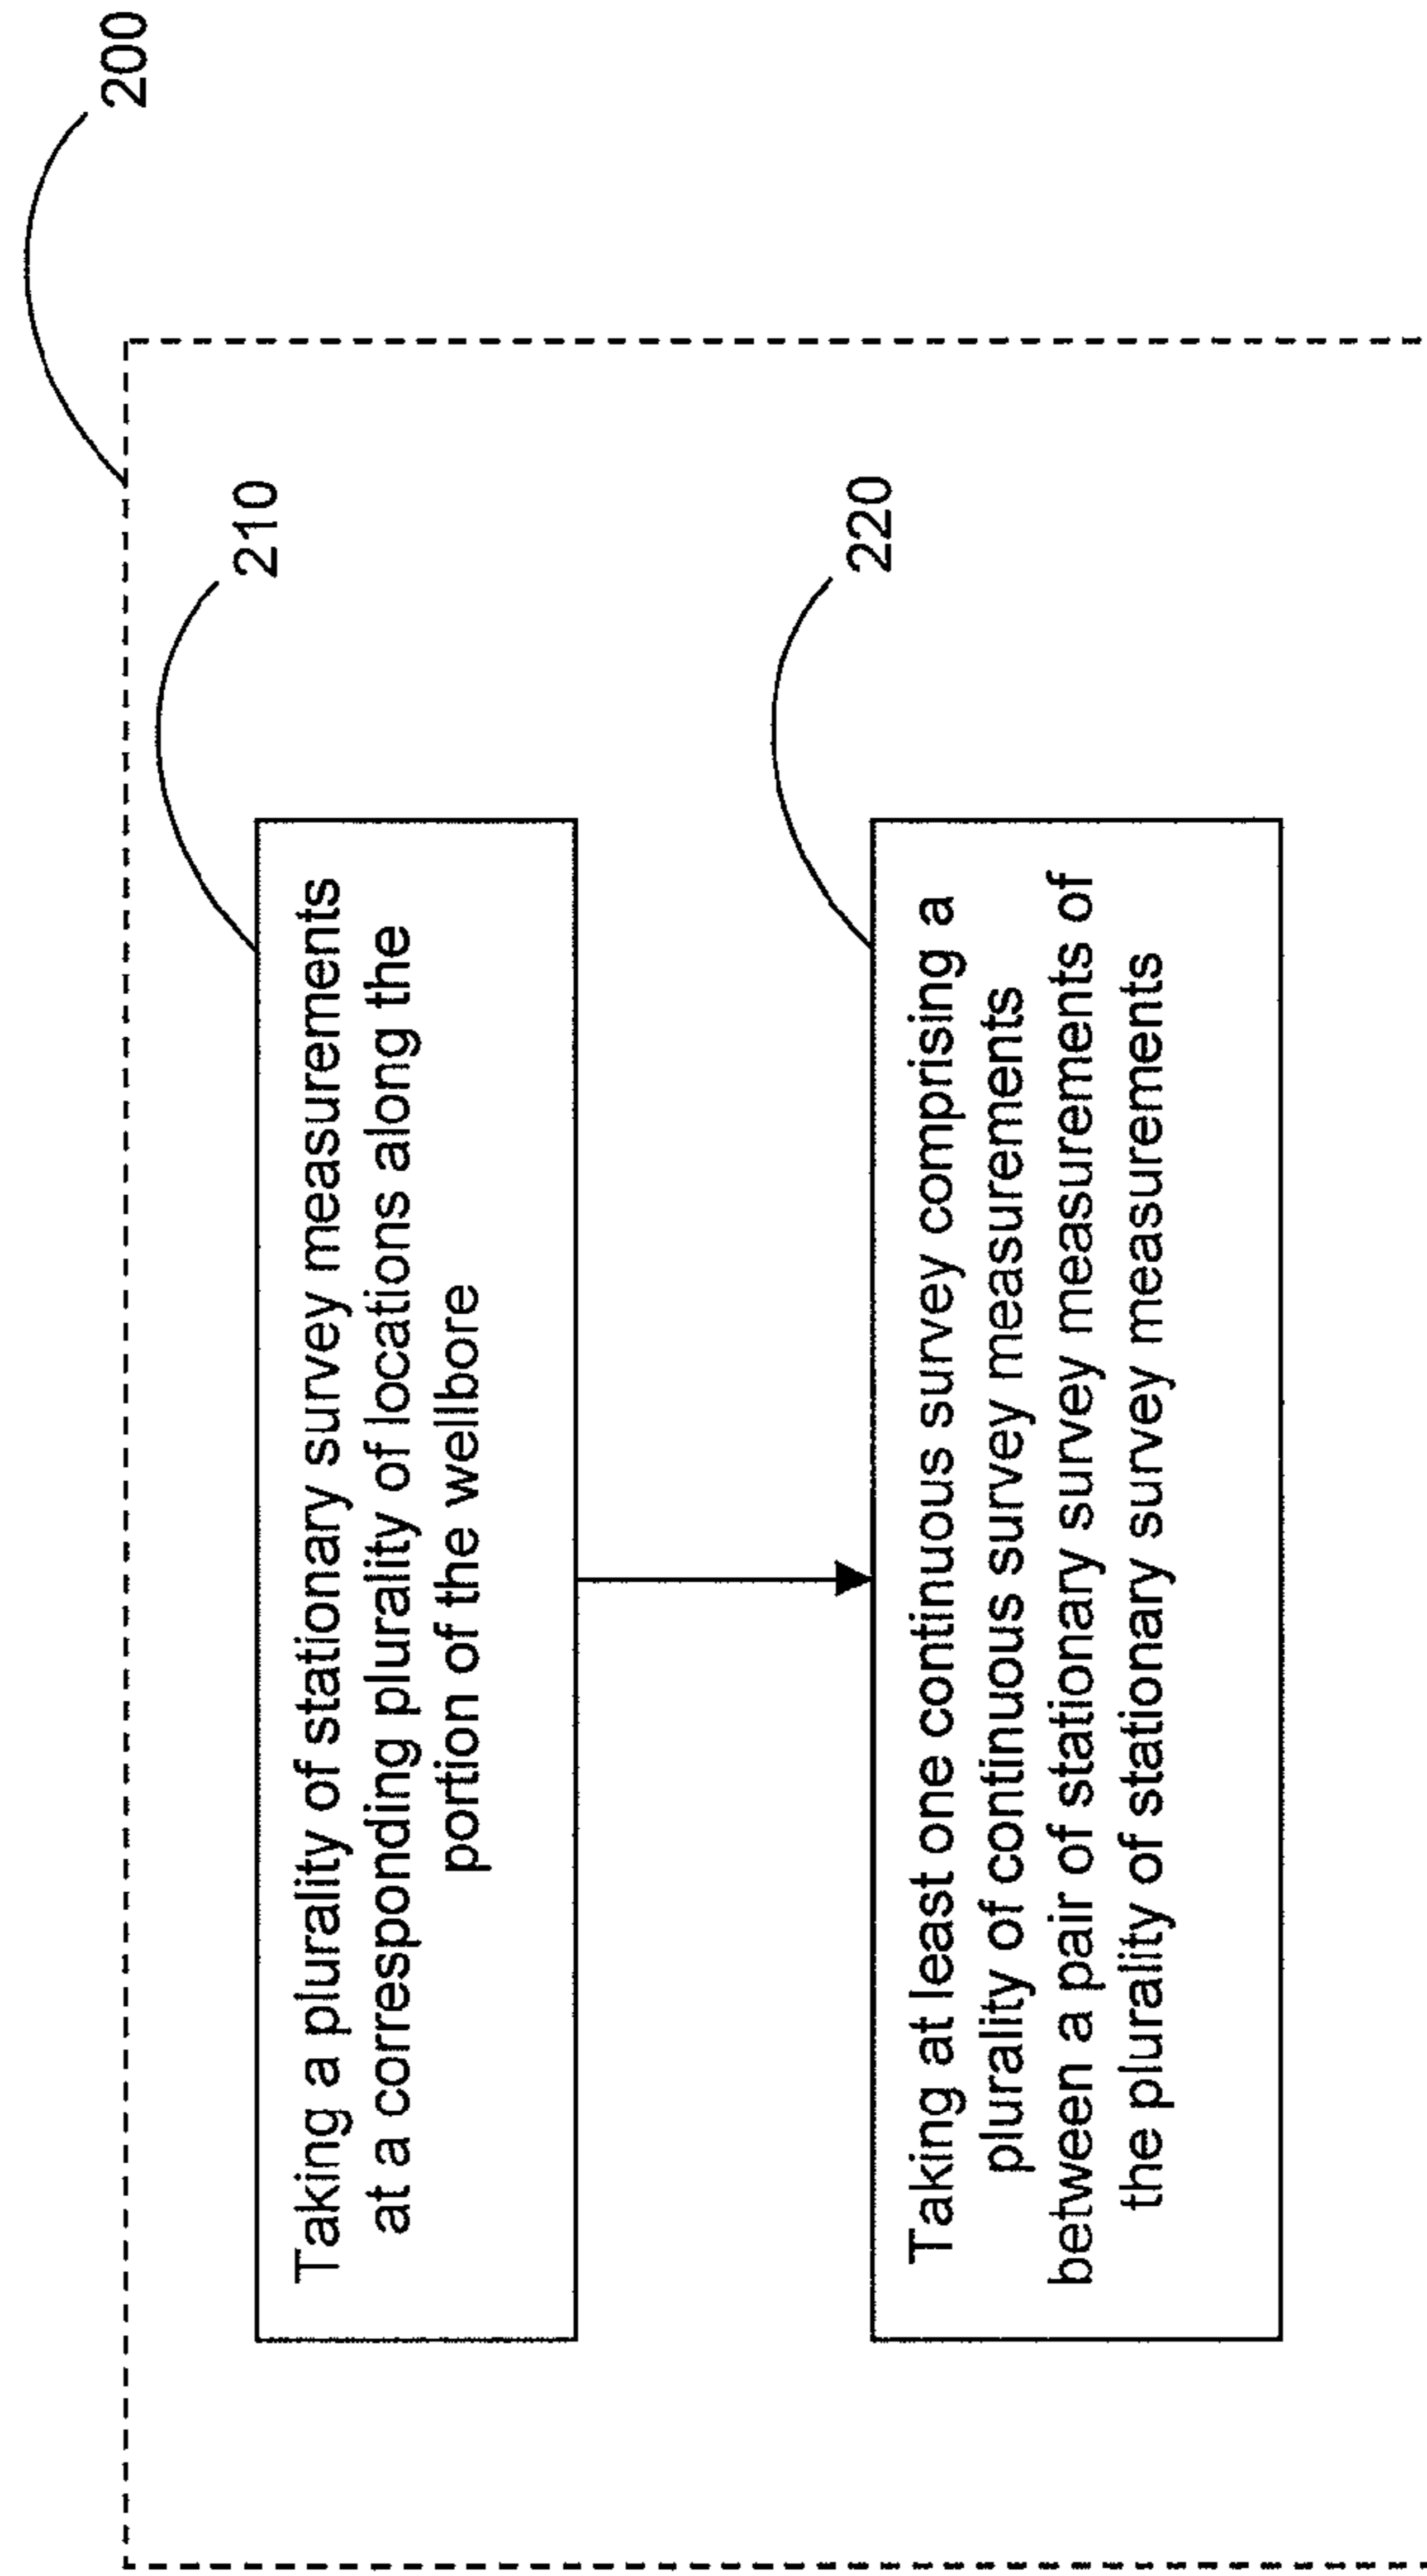 200
210
Taking a plurality of stationary survey measurements
at a corresponding plurality of locations along the
portion of the wellbore
220
Taking at least one continuous survey comprising a
plurality of continuous survey measurements
between a pair of stationary survey measurements of
the plurality of stationary survey measurements